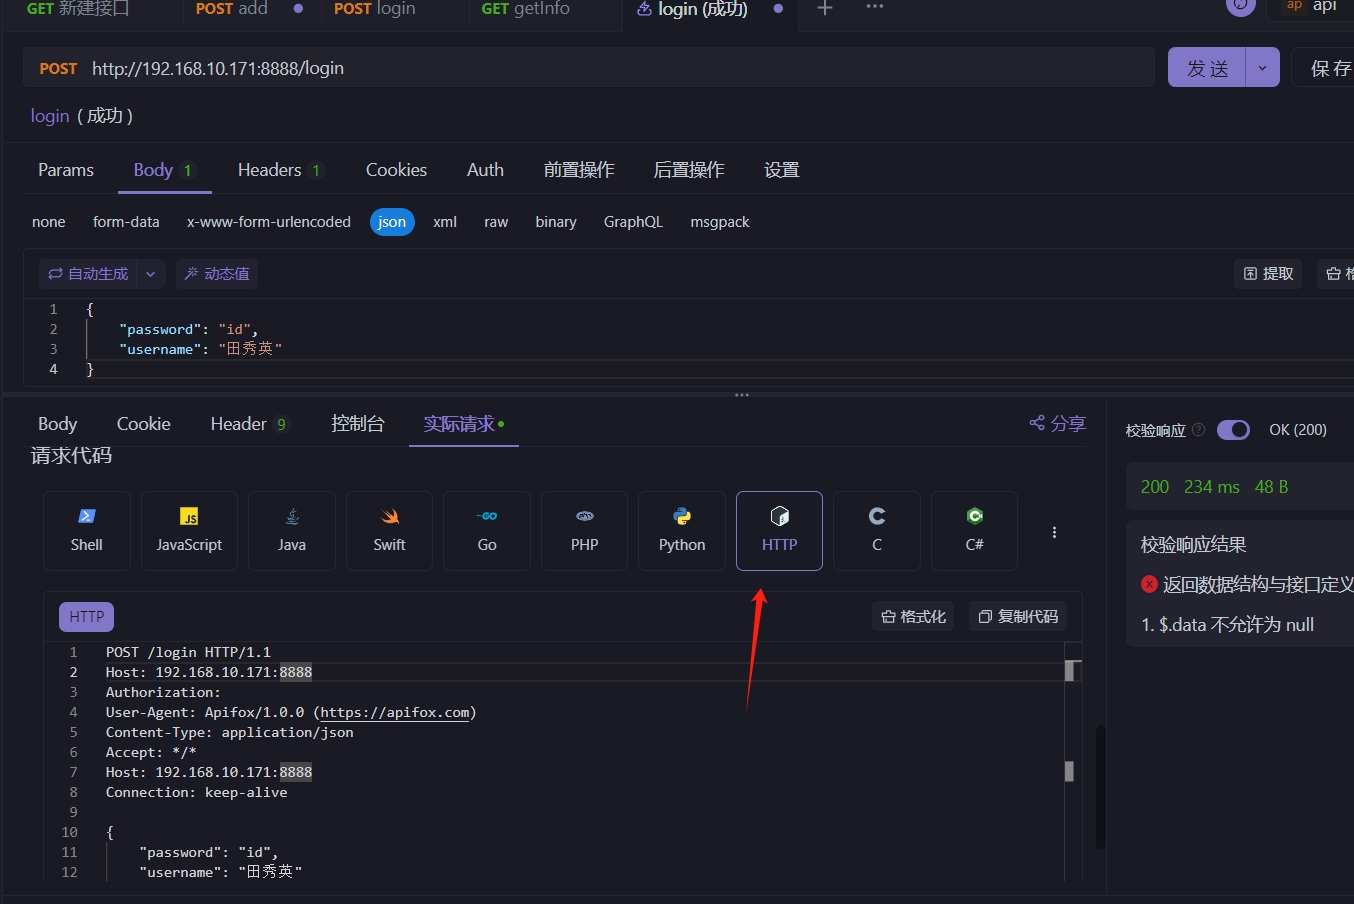 GET 新建接口 POST add POST login GET getInfo login (成功) ap api
POST http://192.168.10.171:8888/login 发 送 保 存
login ( 成功 )
Params Body 1 Headers 1 Cookies Auth 前置操作 后置操作 设置
none form-data x-www-form-urlencoded json xml raw binary GraphQL msgpack
自动生成 动态值 提取 格
1 {
2 "password": "id",
3 "username": "田秀英"
4 }
Body Cookie Header 9 控制台 实际请求 分享
校验响应 ? OK (200)
请求代码
200 234 ms 48 B
Shell JavaScript Java Swift Go PHP Python HTTP C C#
校验响应结果
返回数据结构与接口定义
1. $.data 不允许为 null
HTTP 格式化 复制代码
1 POST /login HTTP/1.1
2 Host: 192.168.10.171:8888
3 Authorization:
4 User-Agent: Apifox/1.0.0 (https://apifox.com)
5 Content-Type: application/json
6 Accept: */*
7 Host: 192.168.10.171:8888
8 Connection: keep-alive
9
10 {
11 "password": "id",
12 "username": "田秀英"